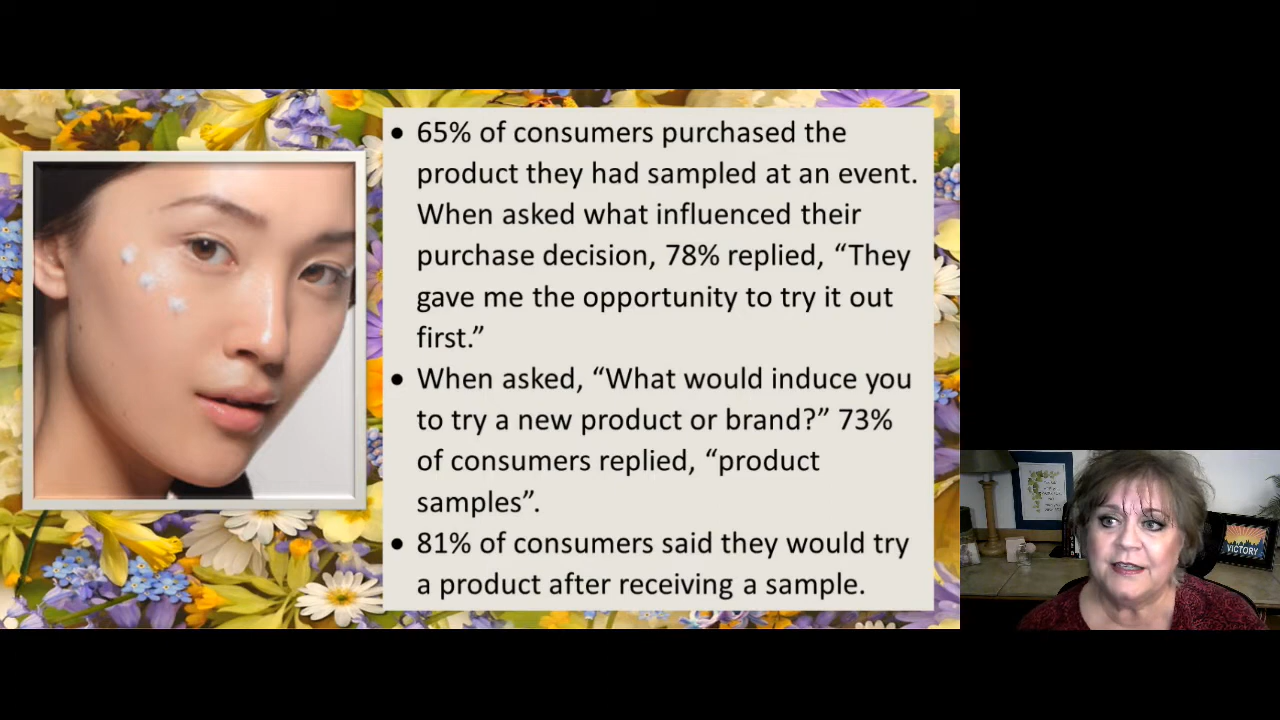 • 65% of consumers purchased the
product they had sampled at an event.
When asked what influenced their
purchase decision, 78% replied, “They
gave me the opportunity to try it out
first.”
• When asked, “What would induce you
to try a new product or brand?” 73%
of consumers replied, “product
samples”.
• 81% of consumers said they would try
a product after receiving a sample.
VICTORY